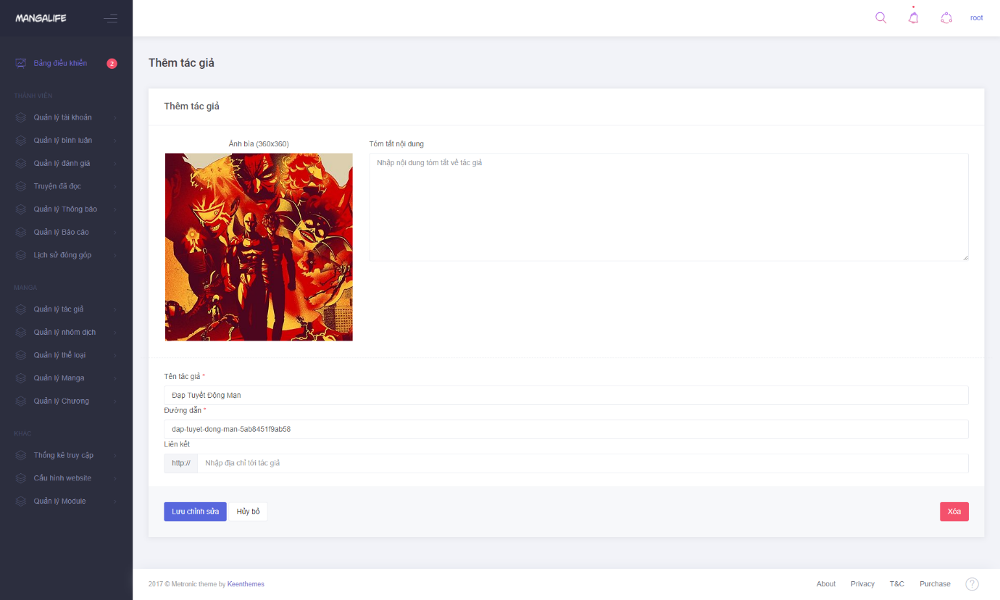 MANGALIFE
root
Bảng điều khiển
2
THÀNH VIÊN
Quản lý tài khoản
Quản lý bình luận
Quản lý đánh giá
Truyện đã đọc
Quản lý Thông báo
Quản lý Báo cáo
Lịch sử đóng góp
MANGA
Quản lý tác giả
Quản lý nhóm dịch
Quản lý thể loại
Quản lý Manga
Quản lý Chương
KHÁC
Thống kê truy cập
Cấu hình website
Quản lý Module
Thêm tác giả
Thêm tác giả
Ảnh bìa (360x360)
Tóm tắt nội dung
Nhập nội dung tóm tắt về tác giả
Tên tác giả *
Đạp Tuyết Động Mạn
Đường dẫn *
dap-tuyet-dong-man-5ab8451f9ab58
Liên kết
http:// Nhập địa chỉ tới tác giả
Lưu chỉnh sửa Hủy bỏ Xóa
2017 © Metronic theme by Keenthemes About Privacy T&C Purchase ?